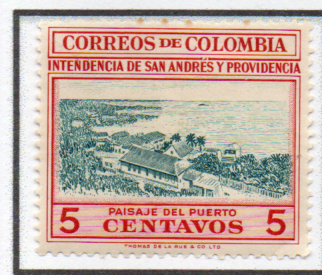 CORREOS DE COLOMBIA
INTENDENCIA DE SAN ANDRÉS Y PROVIDENCIA
5 PAISAJE DEL PUERTO 5
CENTAVOS
THOMAS DE LA RUE & CO. LTD